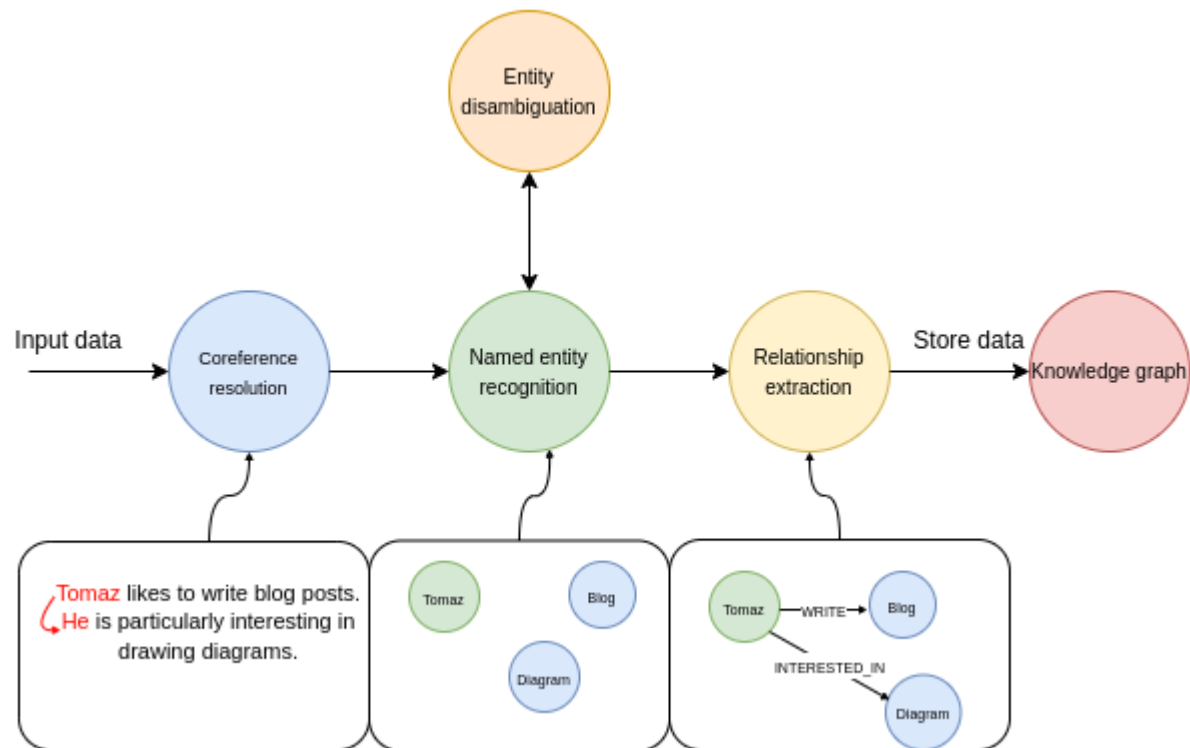 Entity
disambiguation
Input data
Coreference
resolution
Named entity
recognition
Relationship
extraction
Store data
Knowledge graph
Tomaz likes to write blog posts.
He is particularly interesting in
drawing diagrams.
Tomaz
Blog
Diagram
Tomaz
WRITE
Blog
INTERESTED_IN
Diagram